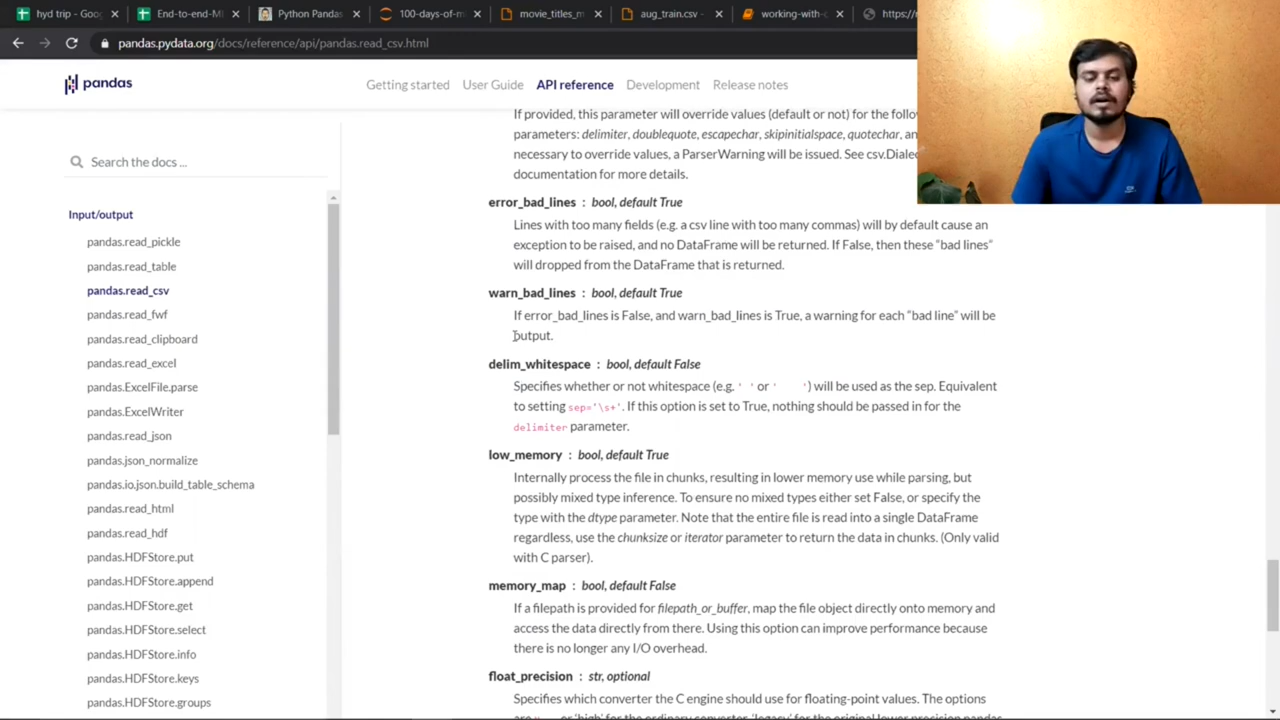 hyd trip - Goo
End-to-end-MI
Python Pandas
100-days-of-m
movie_titles_m
aug_train.csv -
working-with-c
https://r
pandas.pydata.org/docs/reference/api/pandas.read_csv.html
pandas
Getting started
User Guide
API reference
Development
Release notes
Search the docs ...
Input/output
pandas.read_pickle
pandas.read_table
pandas.read_csv
pandas.read_fwf
pandas.read_clipboard
pandas.read_excel
pandas.ExcelFile.parse
pandas.ExcelWriter
pandas.read_json
pandas.json_normalize
pandas.io.json.build_table_schema
pandas.read_html
pandas.read_hdf
pandas.HDFStore.put
pandas.HDFStore.append
pandas.HDFStore.get
pandas.HDFStore.select
pandas.HDFStore.info
pandas.HDFStore.keys
pandas.HDFStore.groups
If provided, this parameter will override values (default or not) for the follo
parameters: delimiter, doublequote, escapechar, skipinitialspace, quotechar, an
necessary to override values, a ParserWarning will be issued. See csv.Dialec
documentation for more details.
error_bad_lines : bool, default True
Lines with too many fields (e.g. a csv line with too many commas) will by default cause an
exception to be raised, and no DataFrame will be returned. If False, then these “bad lines”
will dropped from the DataFrame that is returned.
warn_bad_lines : bool, default True
If error_bad_lines is False, and warn_bad_lines is True, a warning for each “bad line” will be
output.
delim_whitespace : bool, default False
Specifies whether or not whitespace (e.g. ' ' or '    ') will be used as the sep. Equivalent
to setting sep='\s+'. If this option is set to True, nothing should be passed in for the
delimiter parameter.
low_memory : bool, default True
Internally process the file in chunks, resulting in lower memory use while parsing, but
possibly mixed type inference. To ensure no mixed types either set False, or specify the
type with the dtype parameter. Note that the entire file is read into a single DataFrame
regardless, use the chunksize or iterator parameter to return the data in chunks. (Only valid
with C parser).
memory_map : bool, default False
If a filepath is provided for filepath_or_buffer, map the file object directly onto memory and
access the data directly from there. Using this option can improve performance because
there is no longer any I/O overhead.
float_precision : str, optional
Specifies which converter the C engine should use for floating-point values. The options
or 'high' for the ordinary converter, 'legacy' for the original lower precision pandas